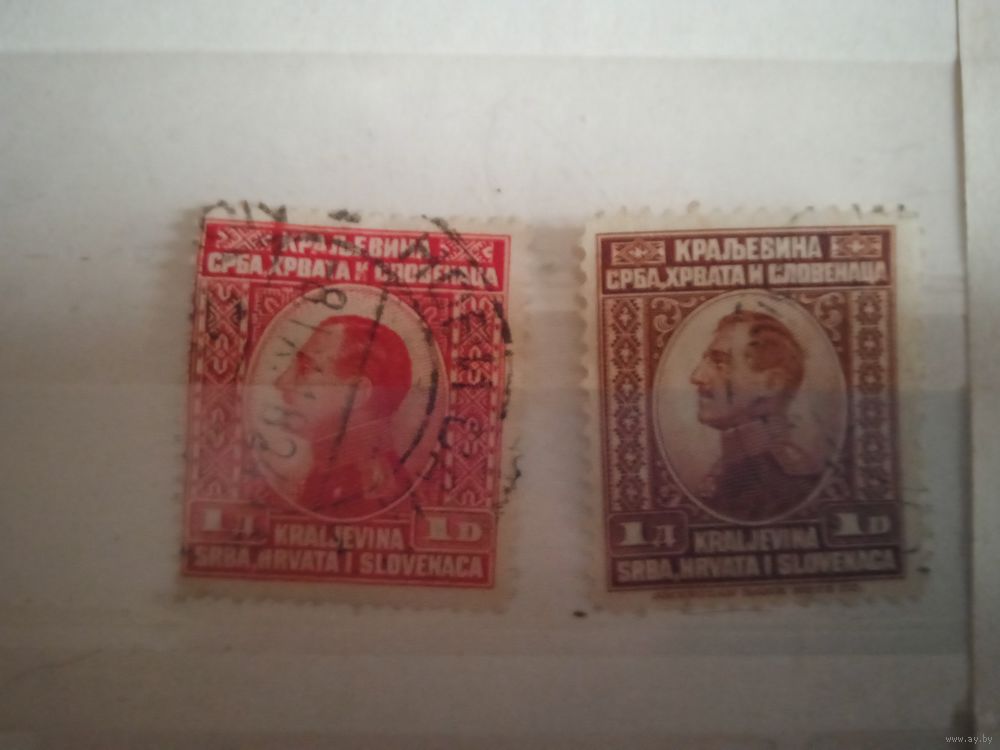 КРАЉЕВИНА
СРБА, ХРВАТА И СЛОВЕНАЦА
1 Д
1 D
KRALJEVINA
SRBA, HRVATA I SLOVENACA
КРАЉЕВИНА
СРБА, ХРВАТА И СЛОВЕНАЦА
1 Д
1 D
KRALJEVINA
SRBA, HRVATA I SLOVENACA
www.ay.by